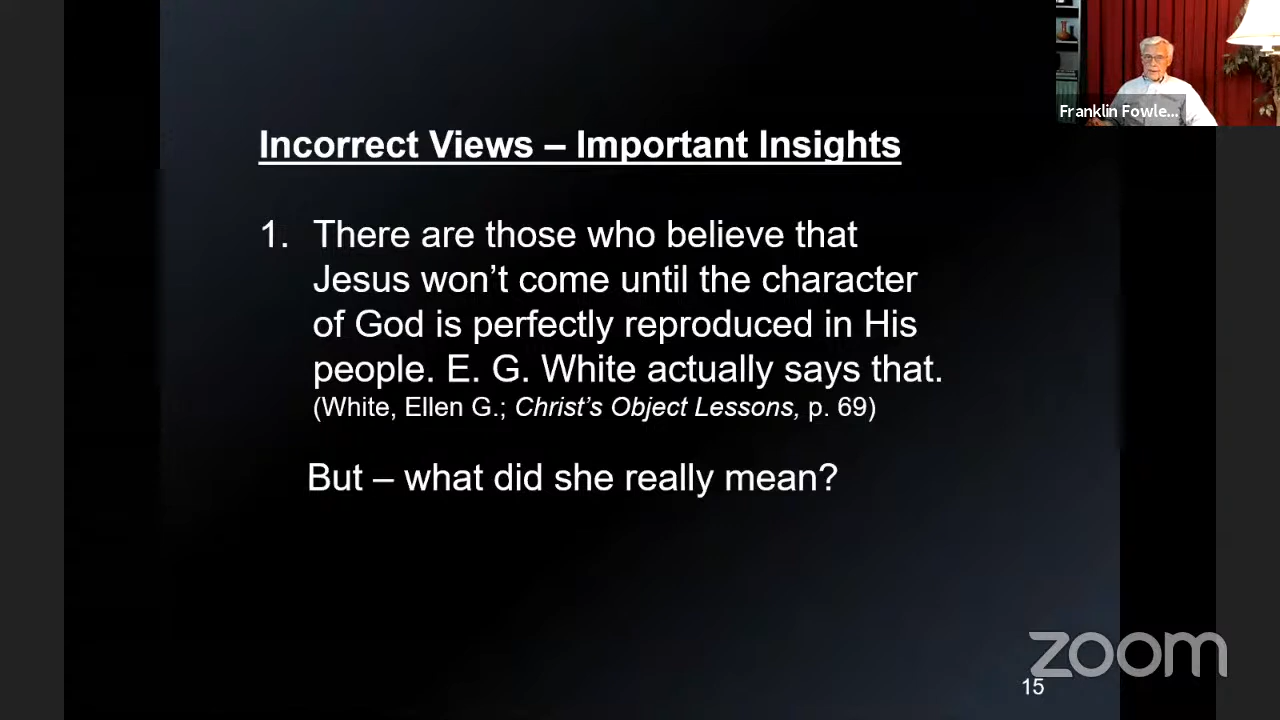 Franklin Fowle...
Incorrect Views – Important Insights
1. There are those who believe that
Jesus won’t come until the character
of God is perfectly reproduced in His
people. E. G. White actually says that.
(White, Ellen G.; Christ’s Object Lessons, p. 69)
But – what did she really mean?
zoom
15